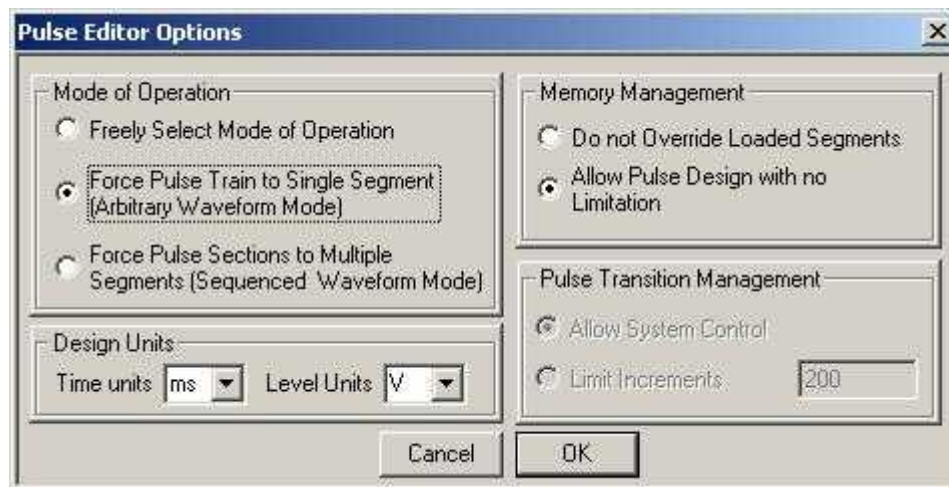 Pulse Editor Options
Mode of Operation
Freely Select Mode of Operation
Force Pulse Train to Single Segment
(Arbitrary Waveform Mode)
Force Pulse Sections to Multiple
Segments (Sequenced Waveform Mode)
Design Units
Time units ms Level Units V
Memory Management
Do not Override Loaded Segments
Allow Pulse Design with no
Limitation
Pulse Transition Management
Allow System Control
Limit Increments 200
Cancel OK